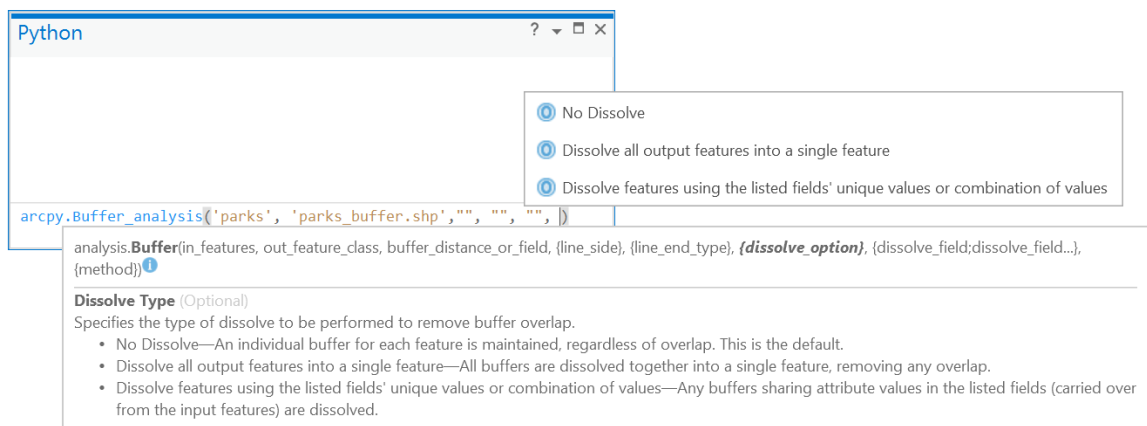 Python
?
No Dissolve
Dissolve all output features into a single feature
Dissolve features using the listed fields' unique values or combination of values
arcpy.Buffer_analysis('parks', 'parks_buffer.shp',"", "", "", )
analysis.Buffer(in_features, out_feature_class, buffer_distance_or_field, {line_side}, {line_end_type}, {dissolve_option}, {dissolve_field;dissolve_field...},
{method})
Dissolve Type (Optional)
Specifies the type of dissolve to be performed to remove buffer overlap.
• No Dissolve—An individual buffer for each feature is maintained, regardless of overlap. This is the default.
• Dissolve all output features into a single feature—All buffers are dissolved together into a single feature, removing any overlap.
• Dissolve features using the listed fields' unique values or combination of values—Any buffers sharing attribute values in the listed fields (carried over
from the input features) are dissolved.